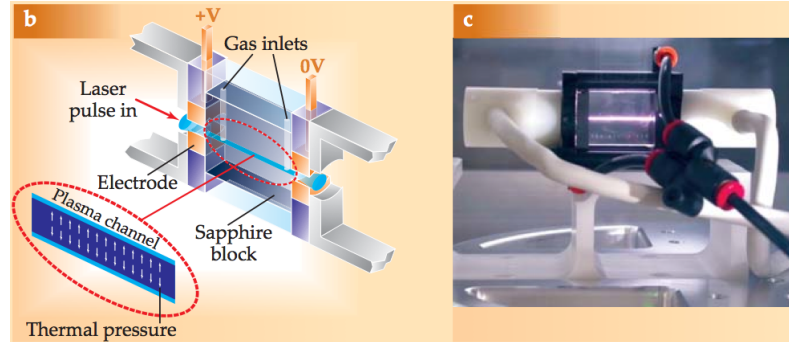 b
+V
Gas inlets
0V
Laser
pulse in
Electrode
Plasma channel
Sapphire
block
Thermal pressure
c